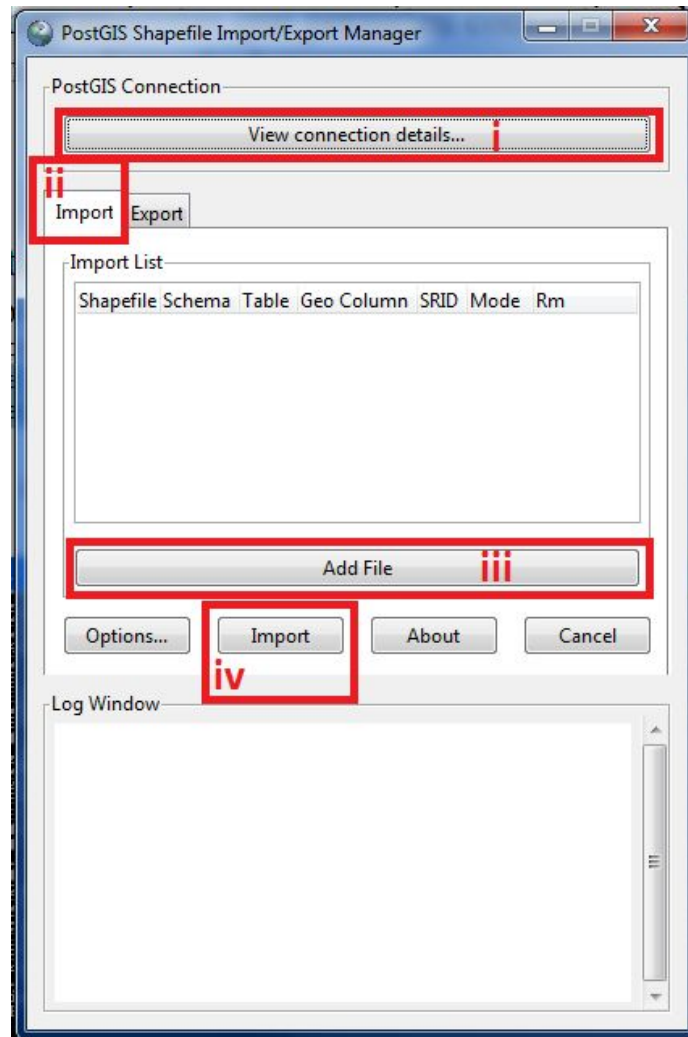 PostGIS Shapefile Import/Export Manager
PostGIS Connection
View connection details... i
ii
Import Export
Import List
Shapefile Schema Table Geo Column SRID Mode Rm
Add File iii
Options... Import About Cancel
iv
Log Window